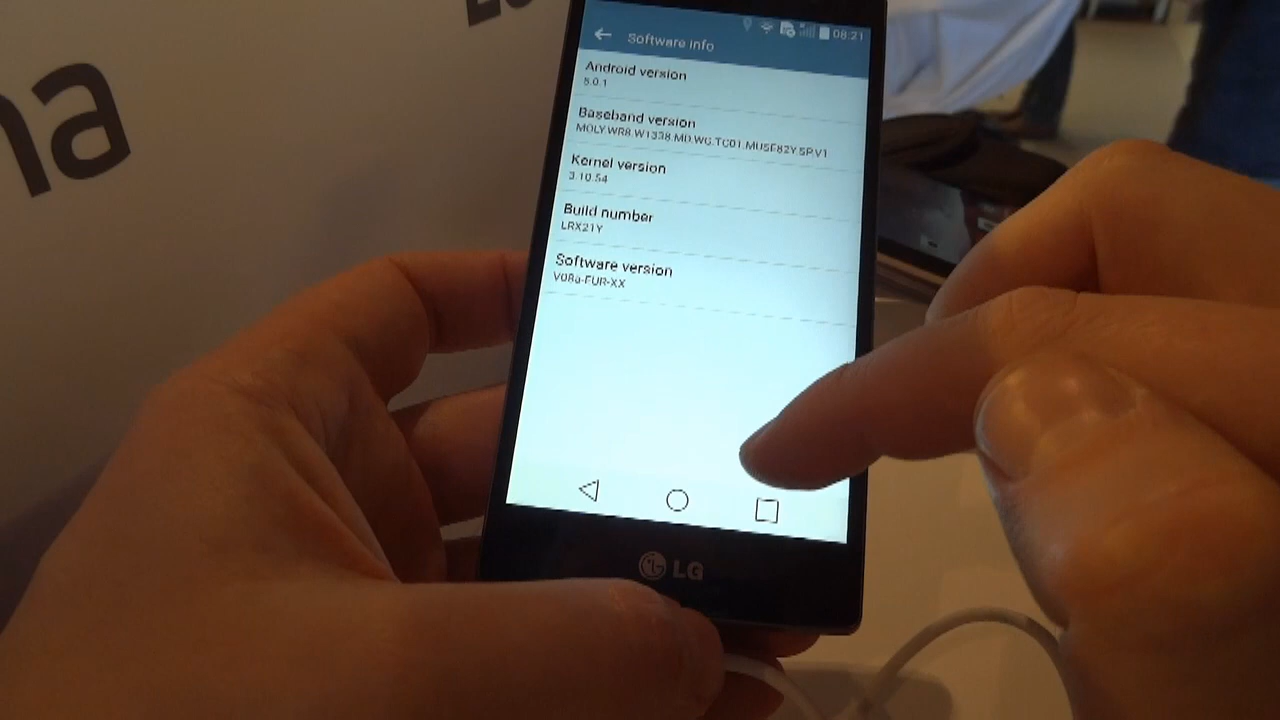 na
08:21
Software info
Android version
5.0.1
Baseband version
MOLY.WR8.W1338.MD.WG.TC01.MUSE82Y.SP.V1
Kernel version
3.10.54
Build number
LRX21Y
Software version
V08a-EUR-XX
LG